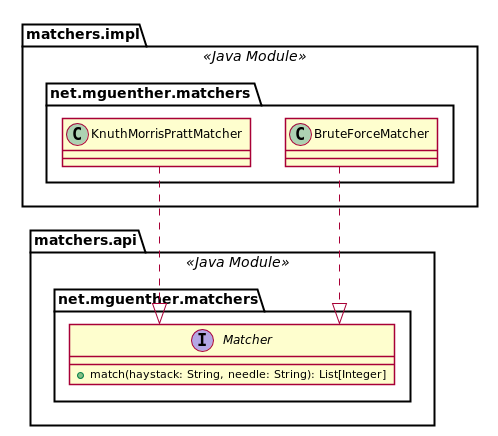 matchers.impl
«Java Module»
net.mguenther.matchers
C KnuthMorrisPrattMatcher
C BruteForceMatcher
matchers.api
«Java Module»
net.mguenther.matchers
I Matcher
match(haystack: String, needle: String): List[Integer]